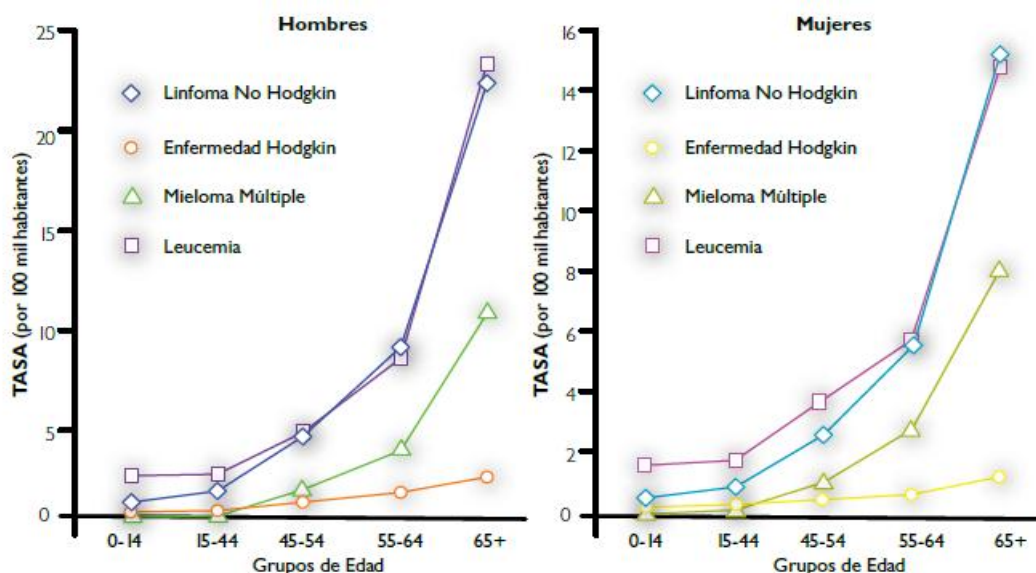 Hombres
TASA (por 100 mil habitantes)
25
20
15
10
5
0
Linfoma No Hodgkin
Enfermedad Hodgkin
Mieloma Múltiple
Leucemia
0-14 15-44 45-54 55-64 65+
Grupos de Edad
Mujeres
TASA (por 100 mil habitantes)
16
14
12
10
8
6
4
2
0
Linfoma No Hodgkin
Enfermedad Hodgkin
Mieloma Múltiple
Leucemia
0-14 15-44 45-54 55-64 65+
Grupos de Edad